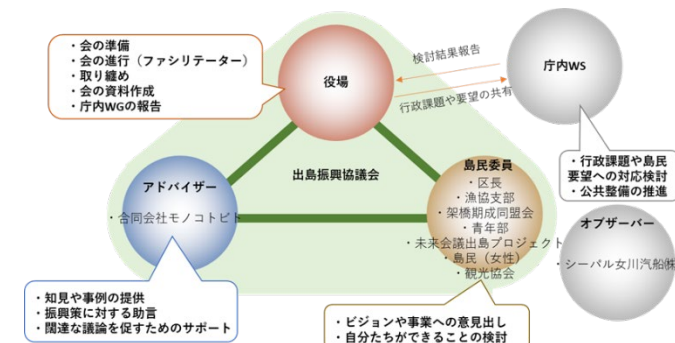 ・会の準備
・会の進行（ファシリテーター）
・取り纏め
・会の資料作成
・庁内WGの報告
役場
検討結果報告
行政課題や要望の共有
庁内WS
・行政課題や島民
要望への対応検討
・公共整備の推進
出島振興協議会
アドバイザー
・合同会社モノコトビト
島民委員
・区長
・漁協支部
・架橋期成同盟会
・青年部
・未来会議出島プロジェクト
・島民（女性）
・観光協会
オブザーバー
・シーパル女川汽船㈱
・知見や事例の提供
・振興策に対する助言
・闊達な議論を促すためのサポート
・ビジョンや事業への意見出し
・自分たちができることの検討